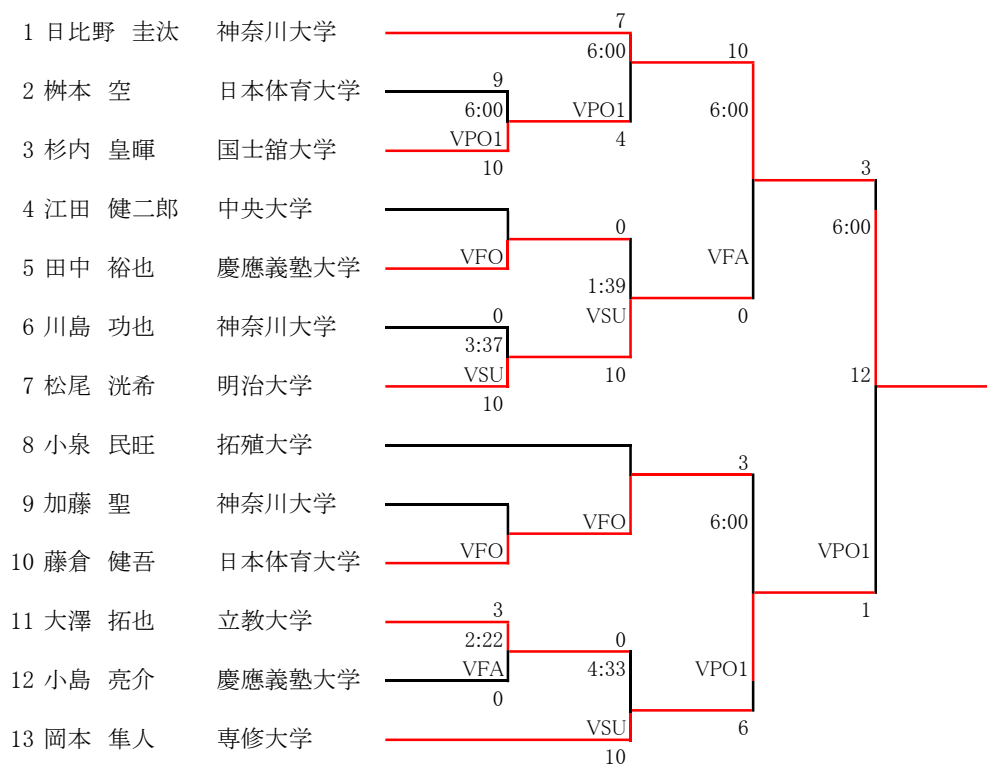 7
1 日比野 圭汰 神奈川大学
6:00 10
9
2 桝本 空 日本体育大学
6:00 VPO1 6:00
VPO1 4
3 杉内 皇暉 国士舘大学
10 3
4 江田 健二郎 中央大学
0 6:00
VFO VFA
5 田中 裕也 慶應義塾大学
1:39
0 VSU 0
6 川島 功也 神奈川大学
3:37
VSU 10 12
7 松尾 洸希 明治大学
10
8 小泉 民旺 拓殖大学
3
9 加藤 聖 神奈川大学
VFO 6:00
VFO VPO1
10 藤倉 健吾 日本体育大学
3 1
11 大澤 拓也 立教大学
2:22 0
VFA 4:33 VPO1
12 小島 亮介 慶應義塾大学
0
VSU 6
13 岡本 隼人 専修大学
10